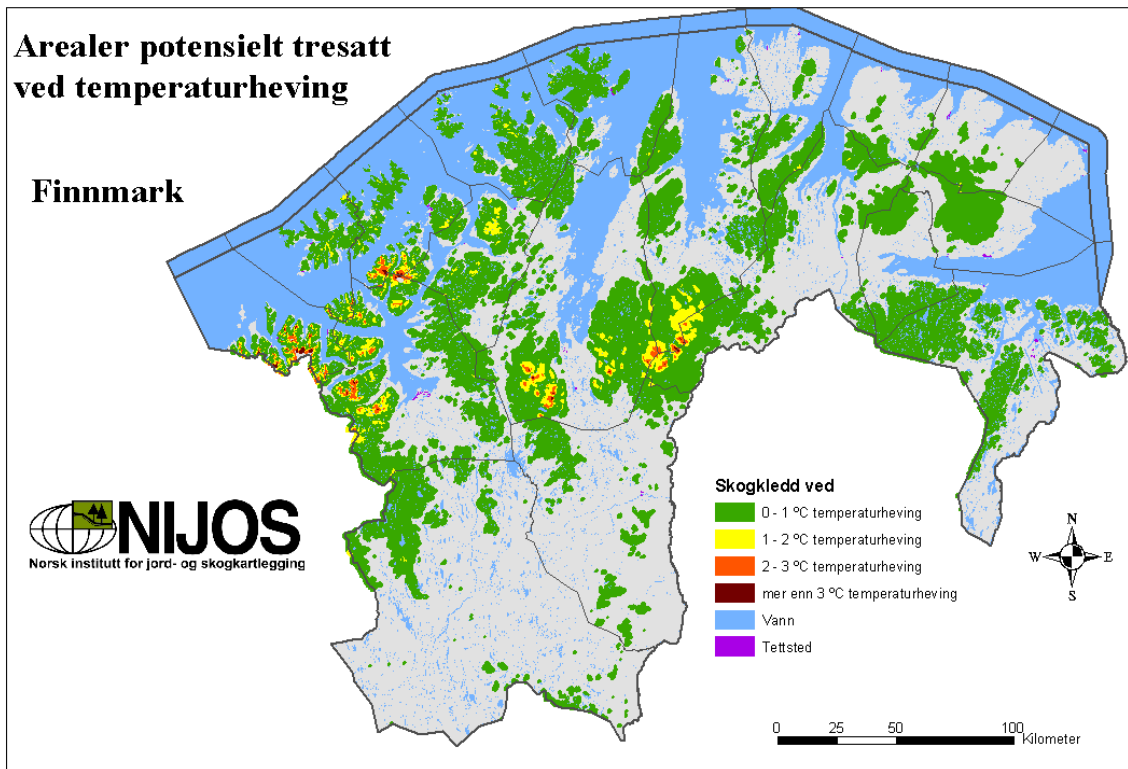 Arealer potensielt tresatt
ved temperaturheving
Finnmark
NIJOS
Norsk institutt for jord- og skogkartlegging
Skogkledd ved
0 - 1 ºC temperaturheving
1 - 2 ºC temperaturheving
2 - 3 ºC temperaturheving
mer enn 3 ºC temperaturheving
Vann
Tettsted
N
W E
S
0 25 50 100
Kilometer